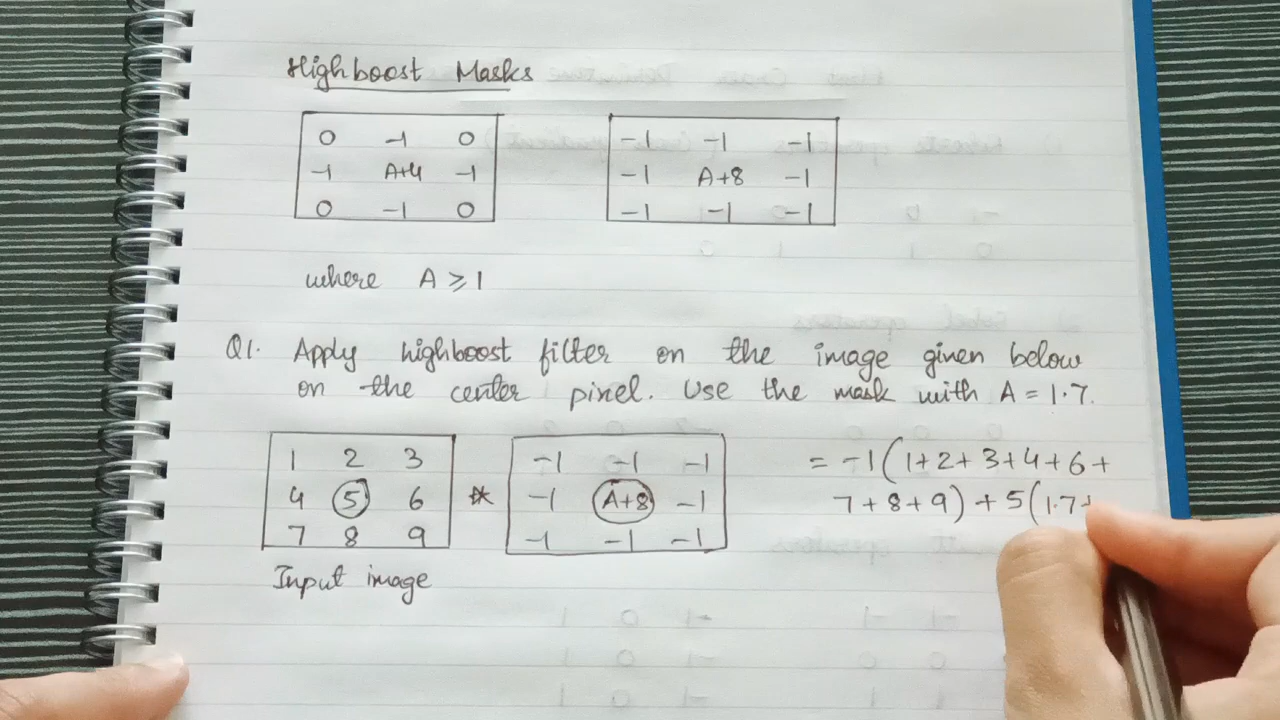 Highboost Masks
0 -1 0
-1 A+4 -1
0 -1 0
-1 -1 -1
-1 A+8 -1
-1 -1 -1
where A ≥ 1
Q1. Apply highboost filter on the image given below
on the center pixel. Use the mask with A = 1.7.
1 2 3
4 5 6
7 8 9
*
-1 -1 -1
-1 A+8 -1
-1 -1 -1
= -1(1+2+3+4+6+
7+8+9) + 5(1.7+
Input image